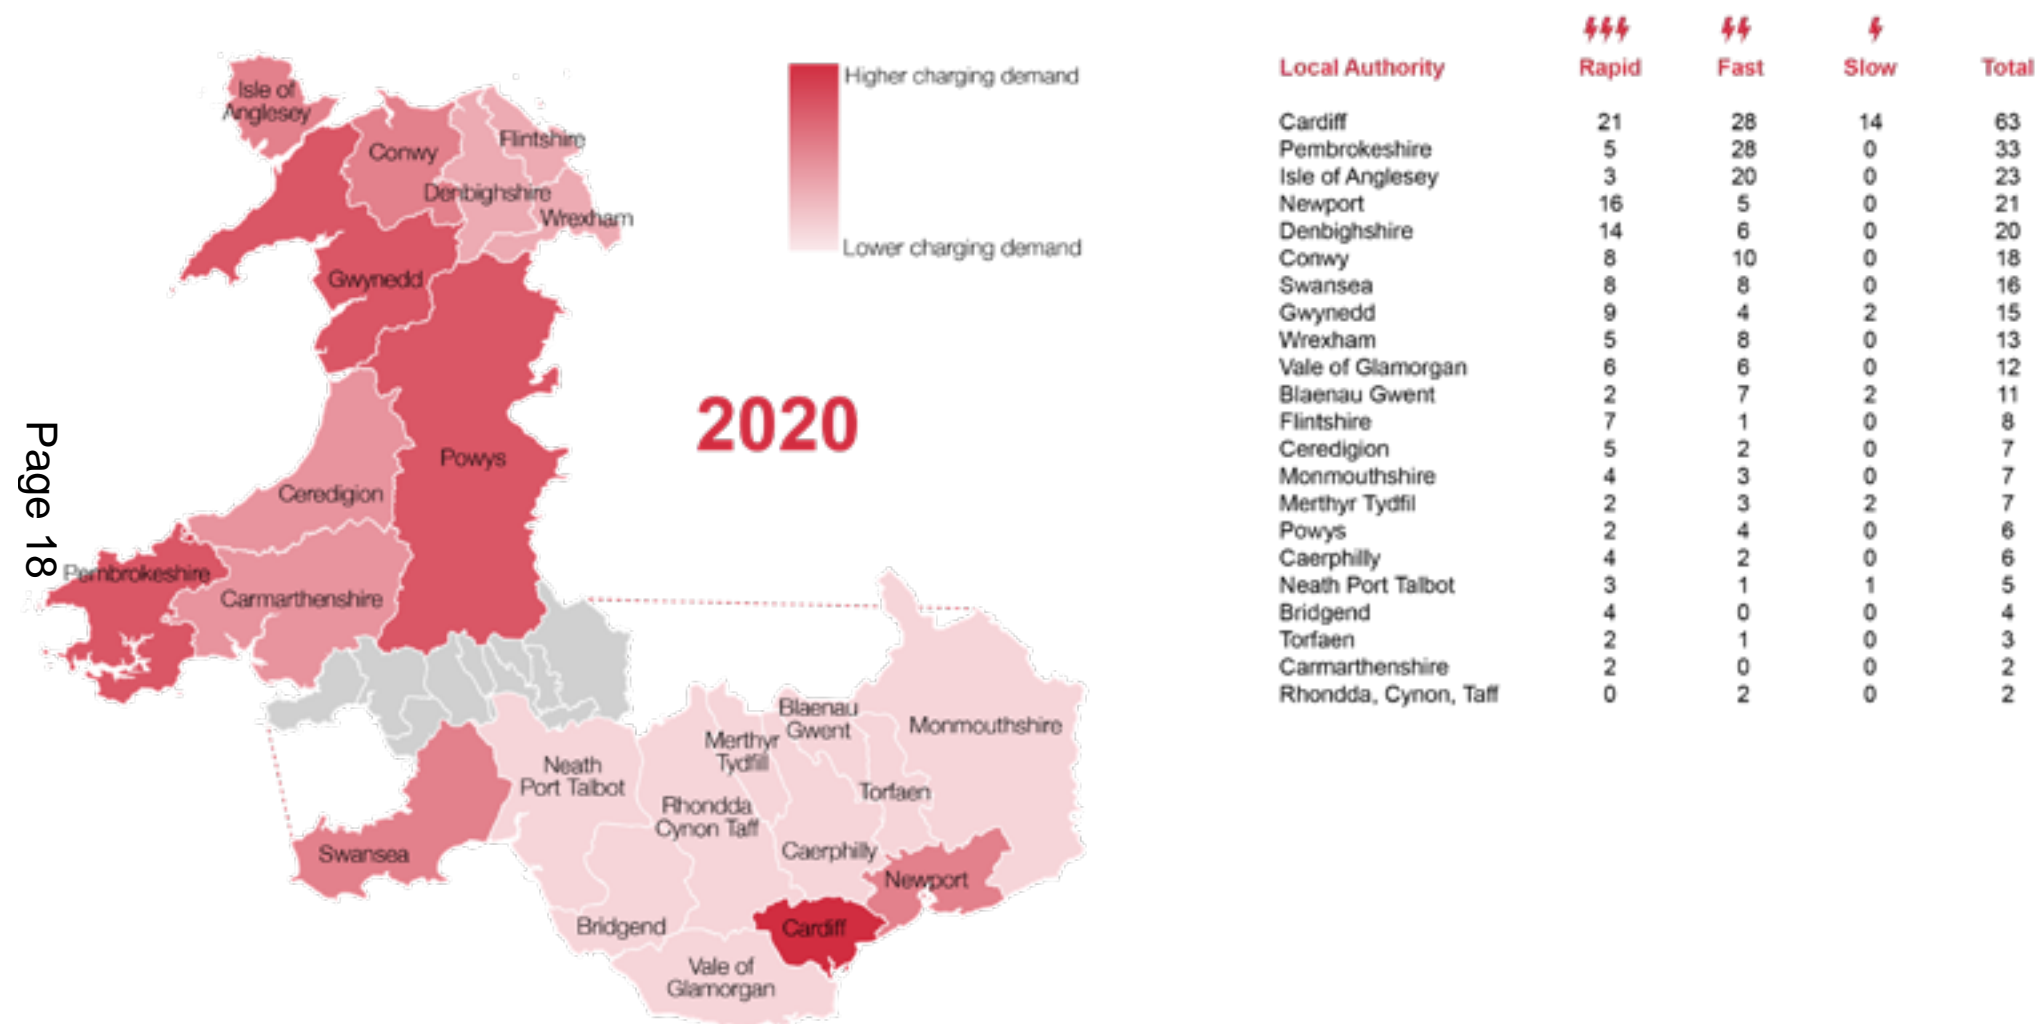 Isle of
Anglesey
Conwy
Flintshire
Denbighshire
Wrexham
Gwynedd
Powys
Ceredigion
Pembrokeshire
Carmarthenshire
Higher charging demand
Lower charging demand
2020
Page 18
Blaenau
Gwent
Monmouthshire
Merthyr
Tydfill
Neath
Port Talbot
Torfaen
Rhondda
Cynon Taff
Caerphilly
Swansea
Newport
Bridgend
Cardiff
Vale of
Glamorgan
Local Authority Rapid Fast Slow Total
Cardiff 21 28 14 63
Pembrokeshire 5 28 0 33
Isle of Anglesey 3 20 0 23
Newport 16 5 0 21
Denbighshire 14 6 0 20
Conwy 8 10 0 18
Swansea 8 8 0 16
Gwynedd 9 4 2 15
Wrexham 5 8 0 13
Vale of Glamorgan 6 6 0 12
Blaenau Gwent 2 7 2 11
Flintshire 7 1 0 8
Ceredigion 5 2 0 7
Monmouthshire 4 3 0 7
Merthyr Tydfil 2 3 2 7
Powys 2 4 0 6
Caerphilly 4 2 0 6
Neath Port Talbot 3 1 1 5
Bridgend 4 0 0 4
Torfaen 2 1 0 3
Carmarthenshire 2 0 0 2
Rhondda, Cynon, Taff 0 2 0 2